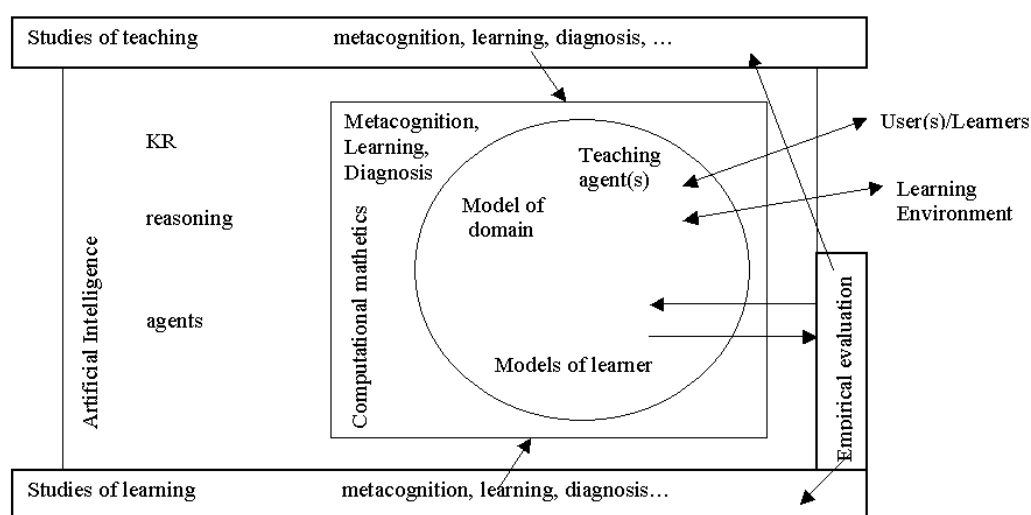 Studies of teaching metacognition, learning, diagnosis, …
Metacognition,
Learning,
Diagnosis
KR
Teaching
agent(s)
User(s)/Learners
Model of
domain
reasoning
Learning
Environment
agents
Artificial Intelligence
Computational mathetics
Models of learner
Empirical evaluation
Studies of learning metacognition, learning, diagnosis…